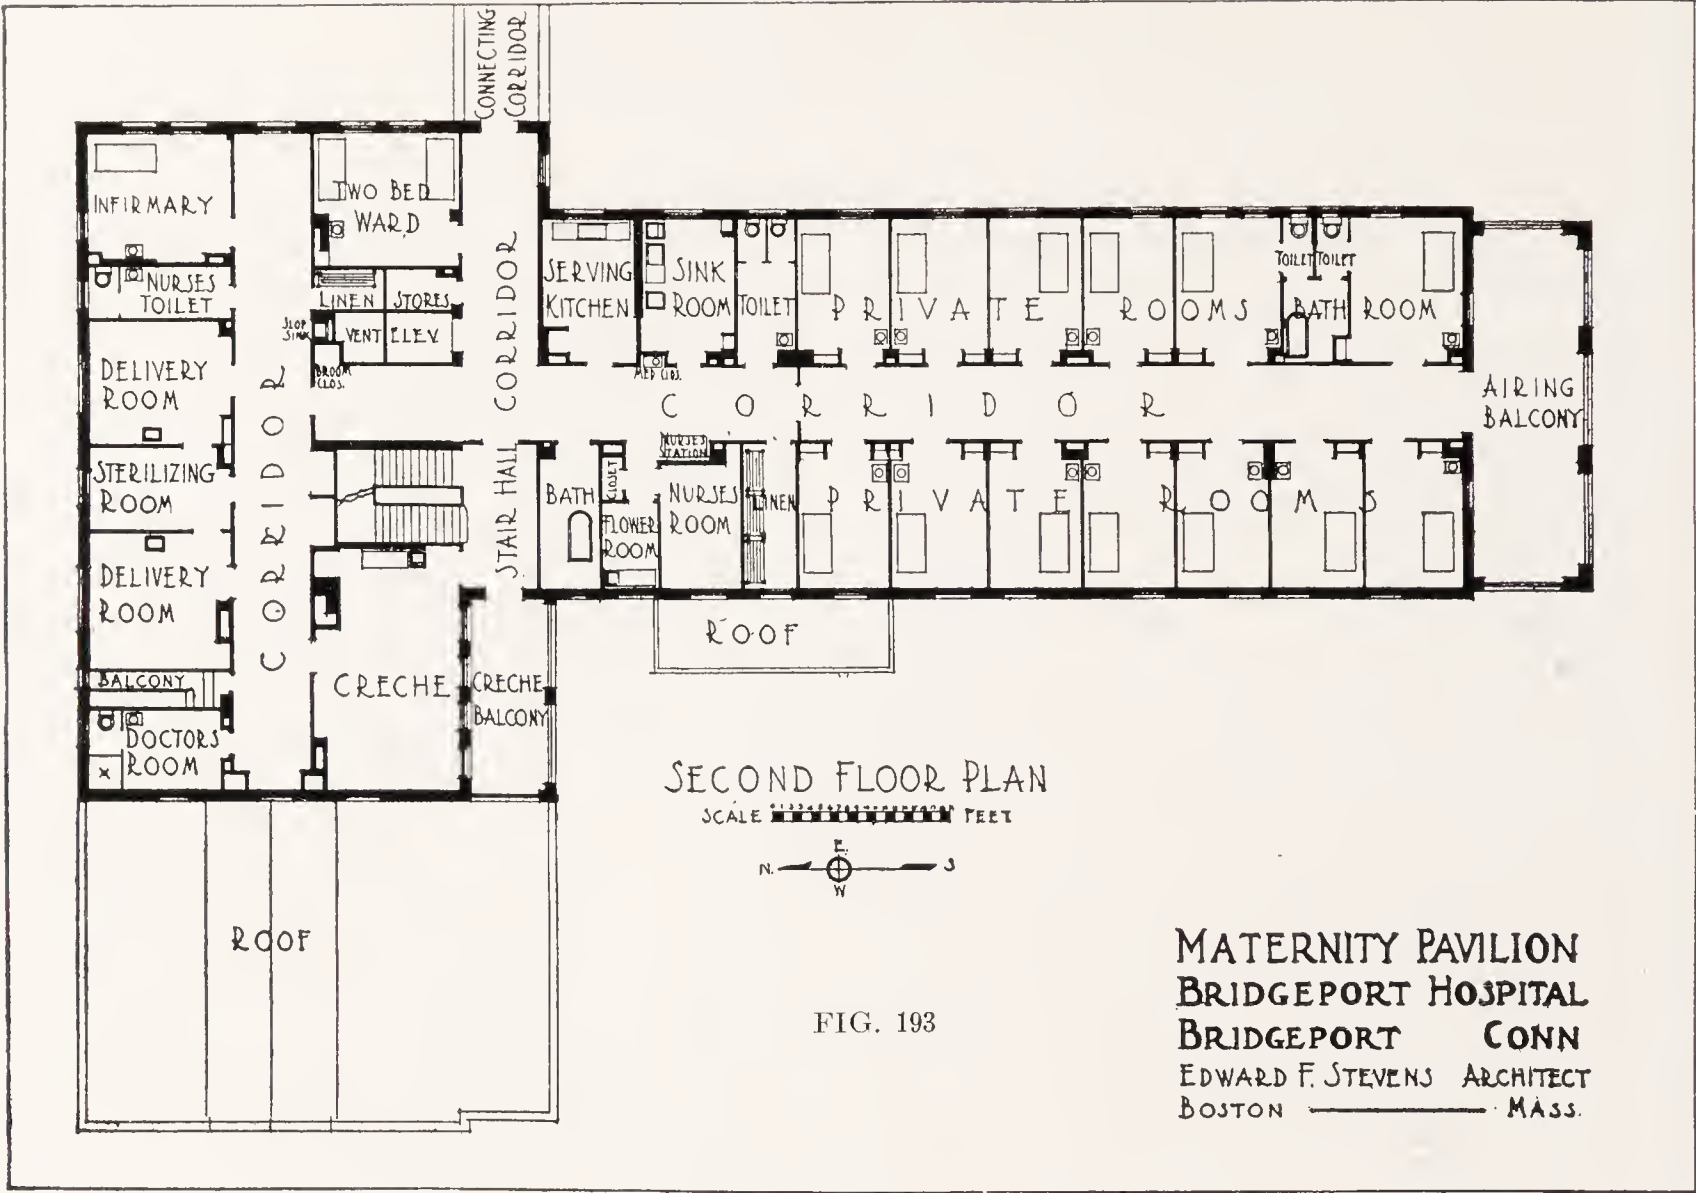 CONNECTING
CORRIDOR
INFIRMARY
TWO BED
WARD
NURSES
TOILET
LINEN
STORES
SLOP
SINK
VENT
ELEV.
BROOM
CLOS.
CORRIDOR
SERVING
KITCHEN
SINK
ROOM
TOILET
PRIVATE ROOMS
TOILET
TOILET
BATH
ROOM
MED CLOS.
DELIVERY
ROOM
CORRIDOR
CORRIDOR
AIRING
BALCONY
STERILIZING
ROOM
STAIR HALL
BATH
CLOSET
FLOWER
ROOM
NURSES
STATION
NURSES
ROOM
LINEN
PRIVATE ROOMS
DELIVERY
ROOM
BALCONY
DOCTORS
ROOM
CRECHE
CRECHE
BALCONY
ROOF
ROOF
SECOND FLOOR PLAN
SCALE FEET
E.
N. S
W
FIG. 193
MATERNITY PAVILION
BRIDGEPORT HOSPITAL
BRIDGEPORT CONN
EDWARD F. STEVENS ARCHITECT
BOSTON MASS.